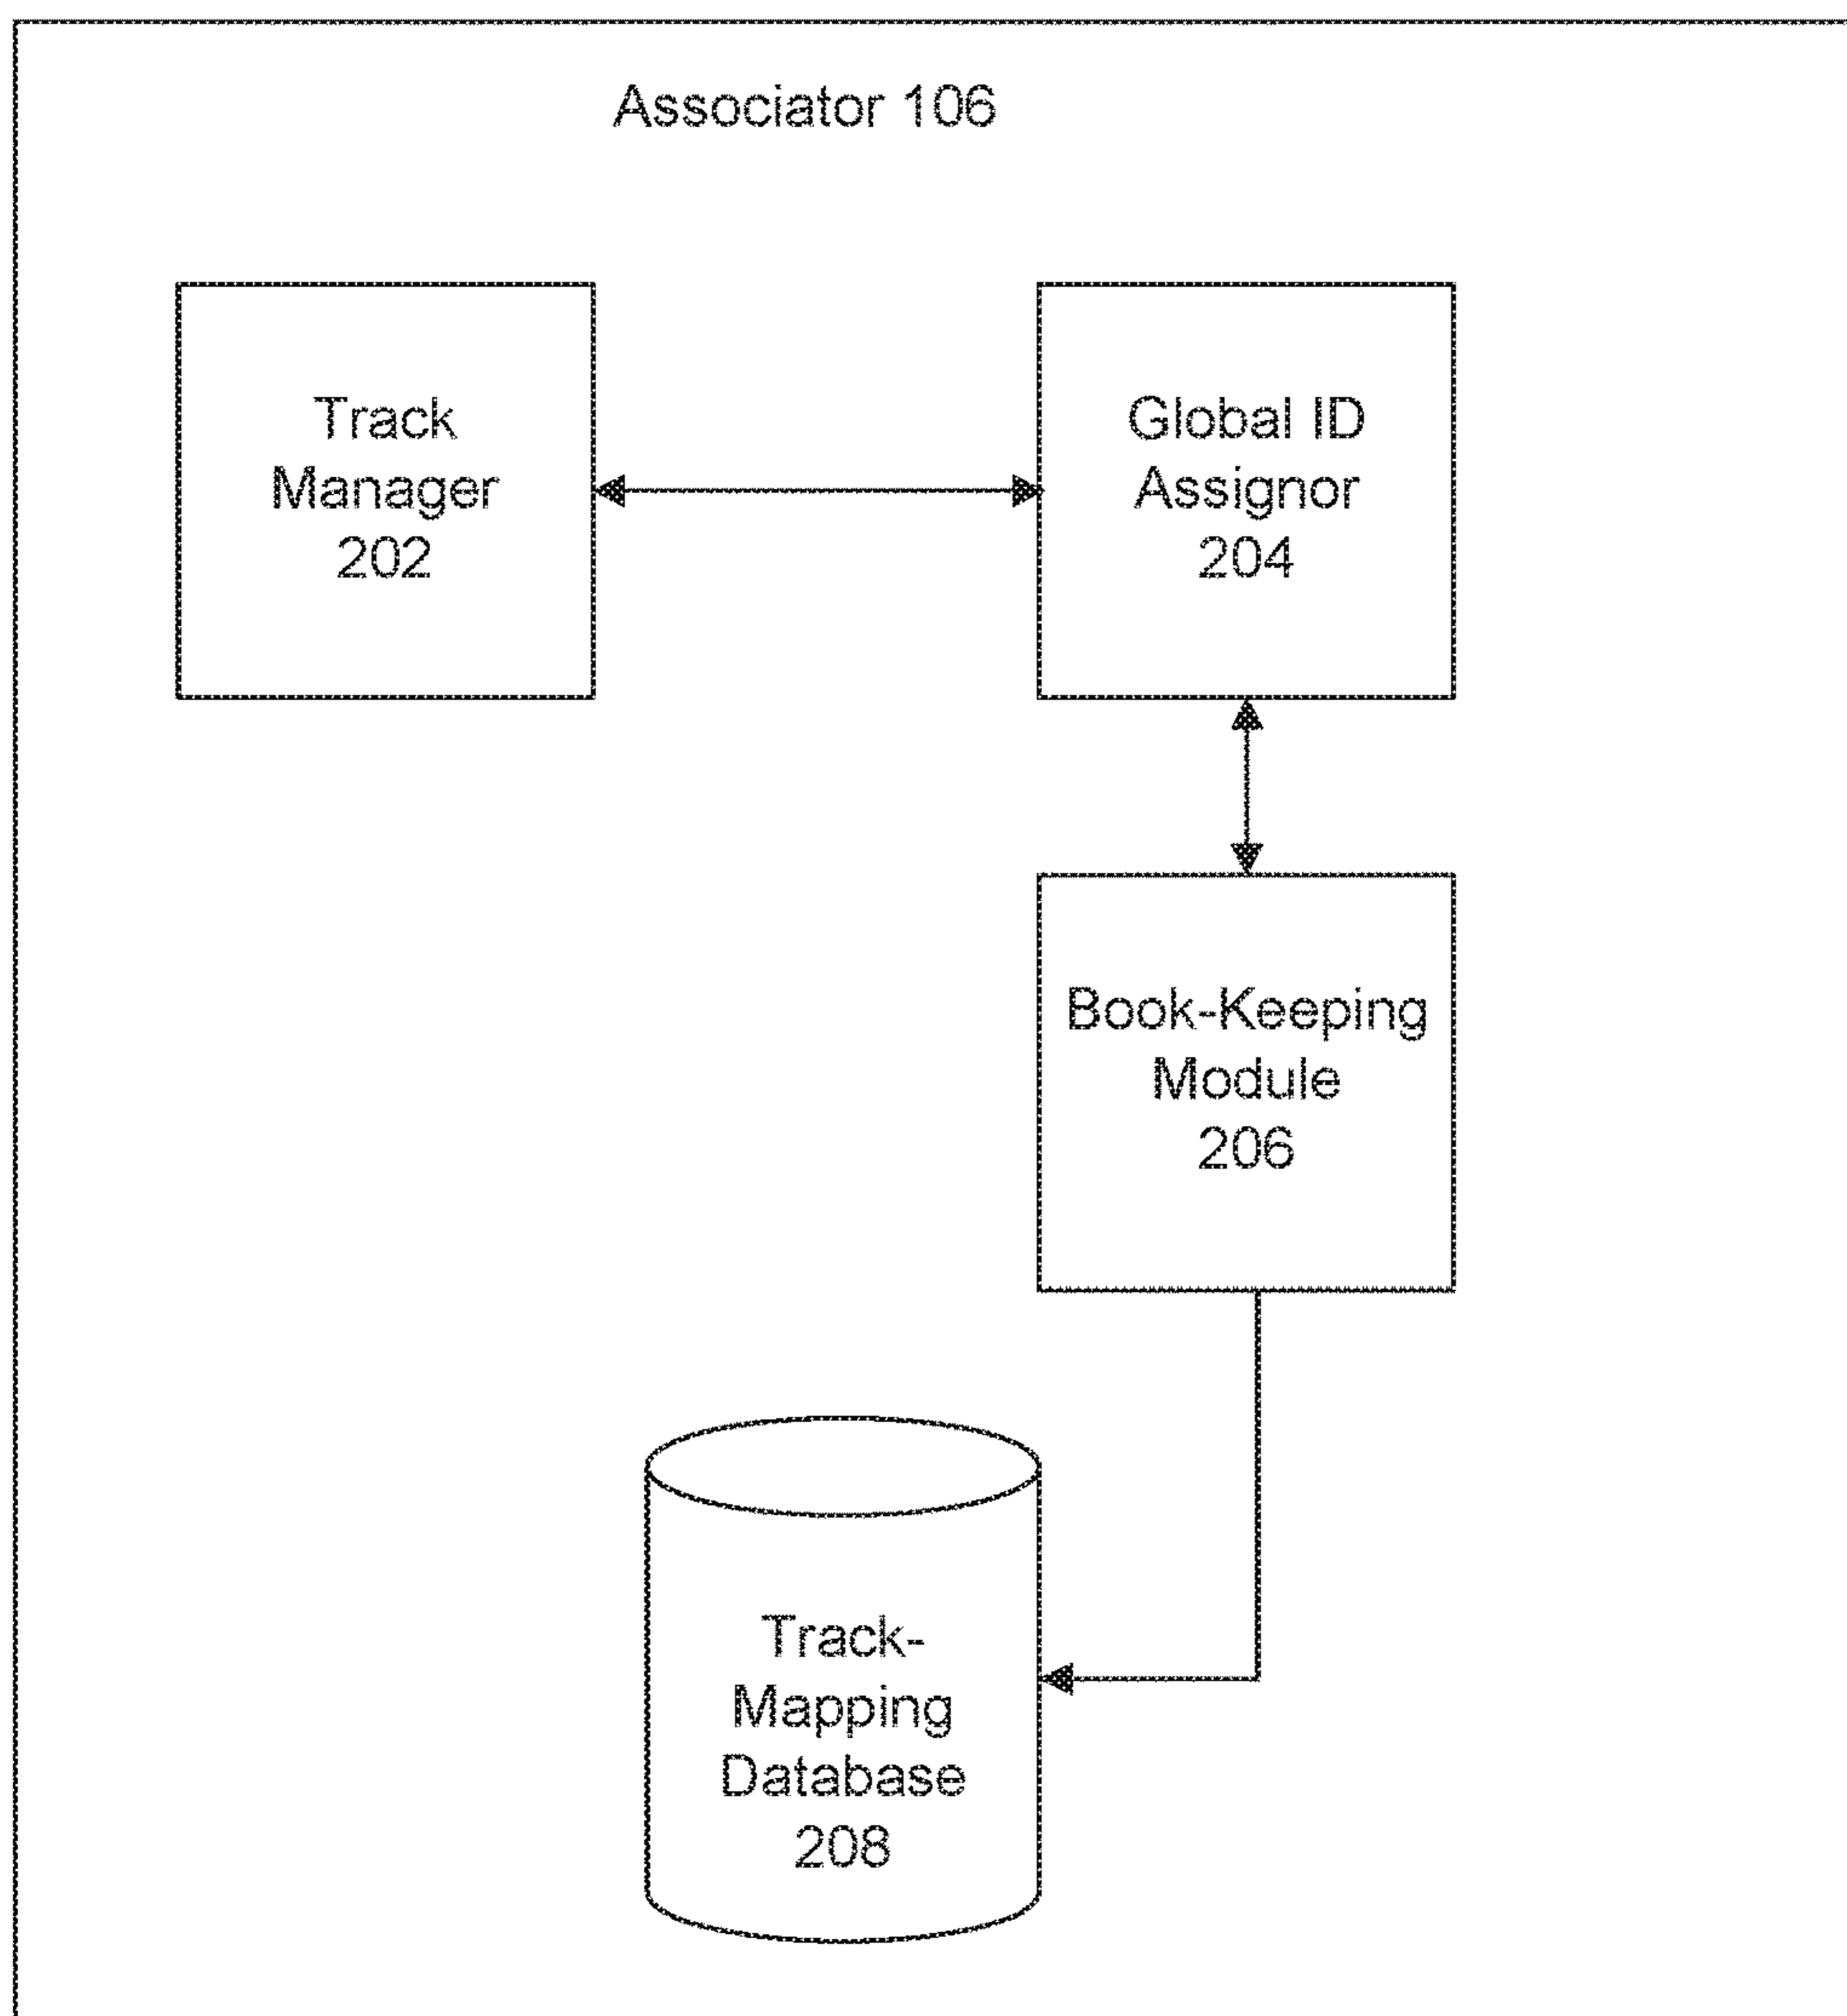 Associator 106
Track
Manager
202
Global ID
Assignor
204
Book-Keeping
Module
206
Track-
Mapping
Database
208